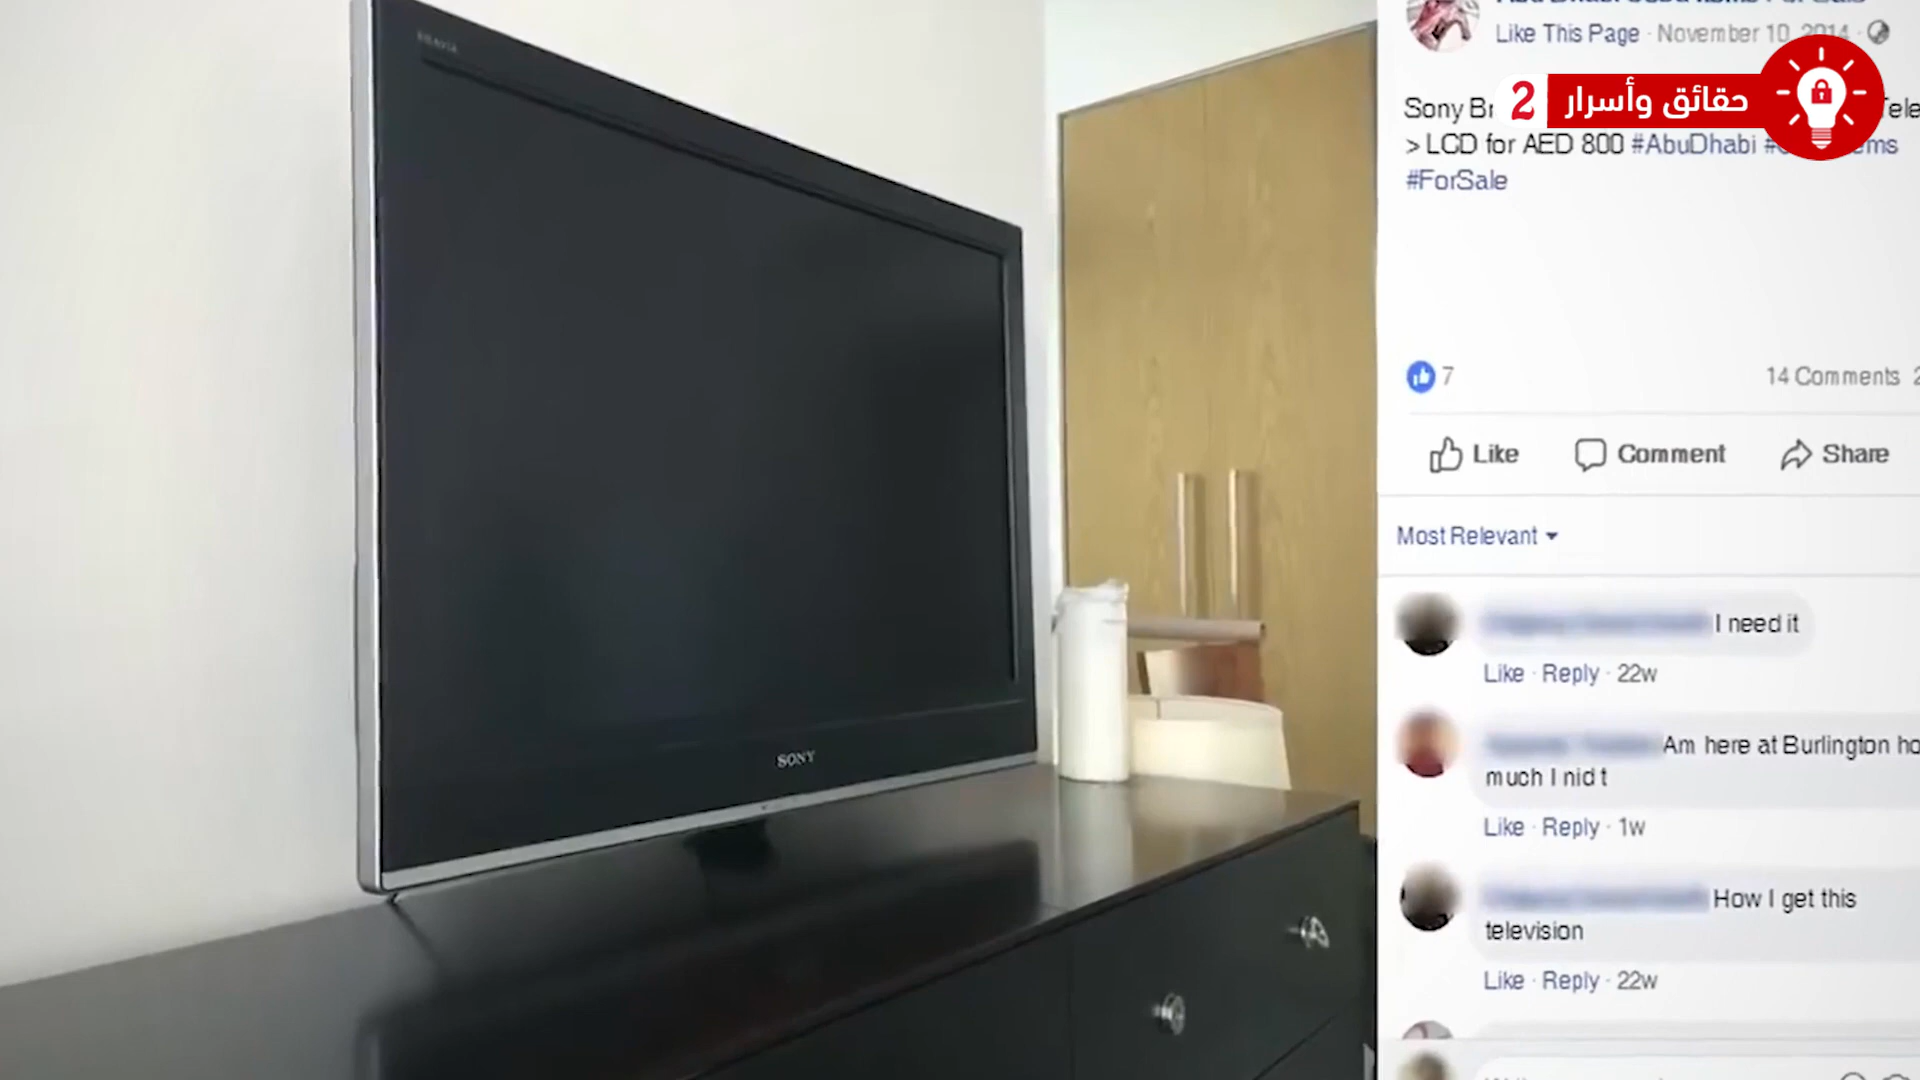 BRAVIA
SONY
Like This Page · November 10, 2014 ·
2 حقائق وأسرار
Sony Br
> LCD for AED 800 #AbuDhabi
#ForSale
7
14 Comments
Like Comment Share
Most Relevant
I need it
Like · Reply · 22w
Am here at Burlington
much I nid t
Like · Reply · 1w
How I get this
television
Like · Reply · 22w